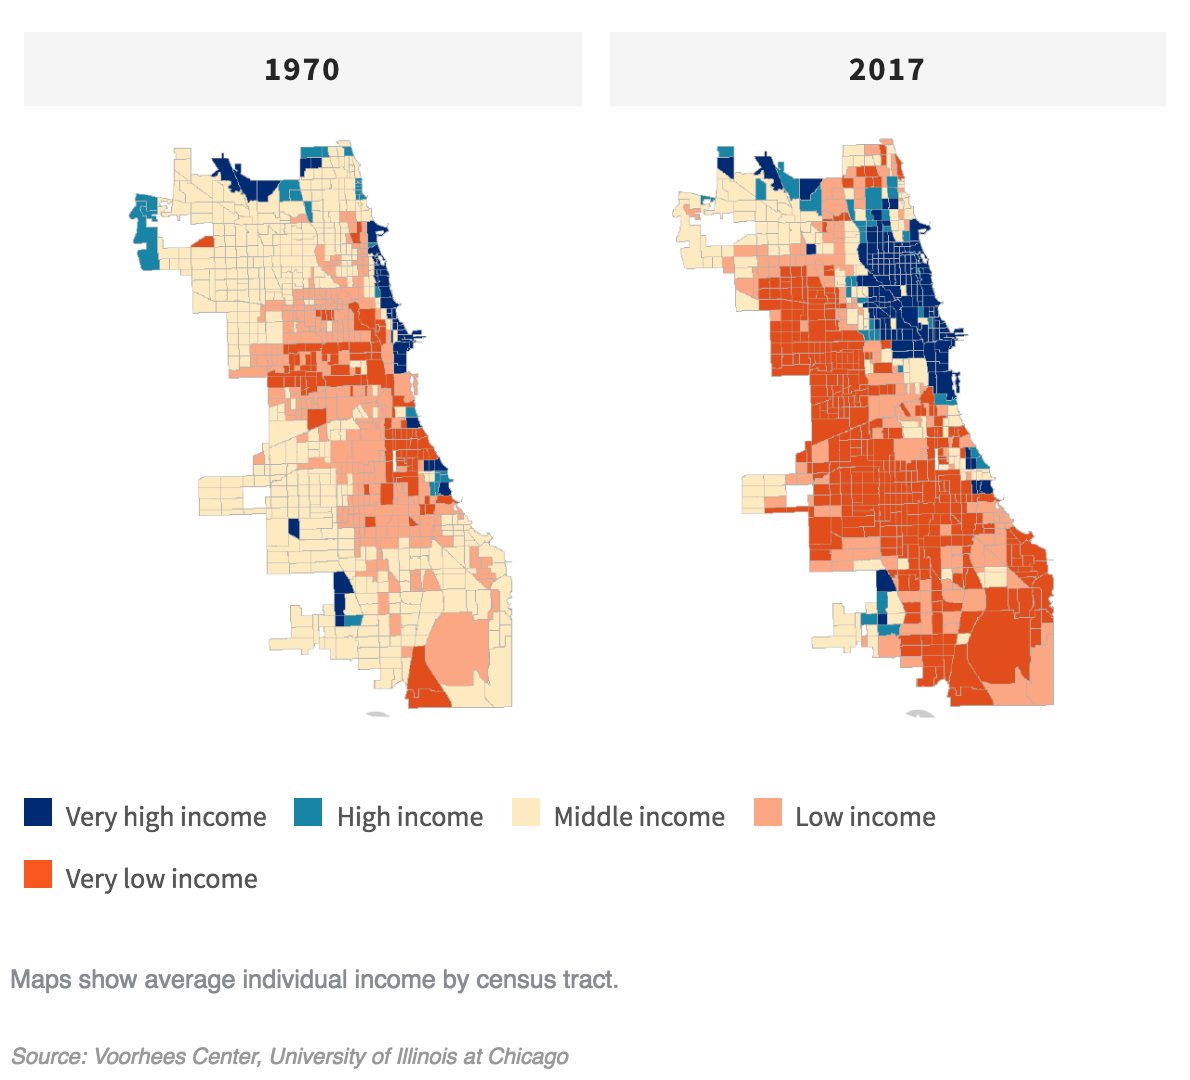 1970
2017
Very high income
High income
Middle income
Low income
Very low income
Maps show average individual income by census tract.
Source: Voorhees Center, University of Illinois at Chicago